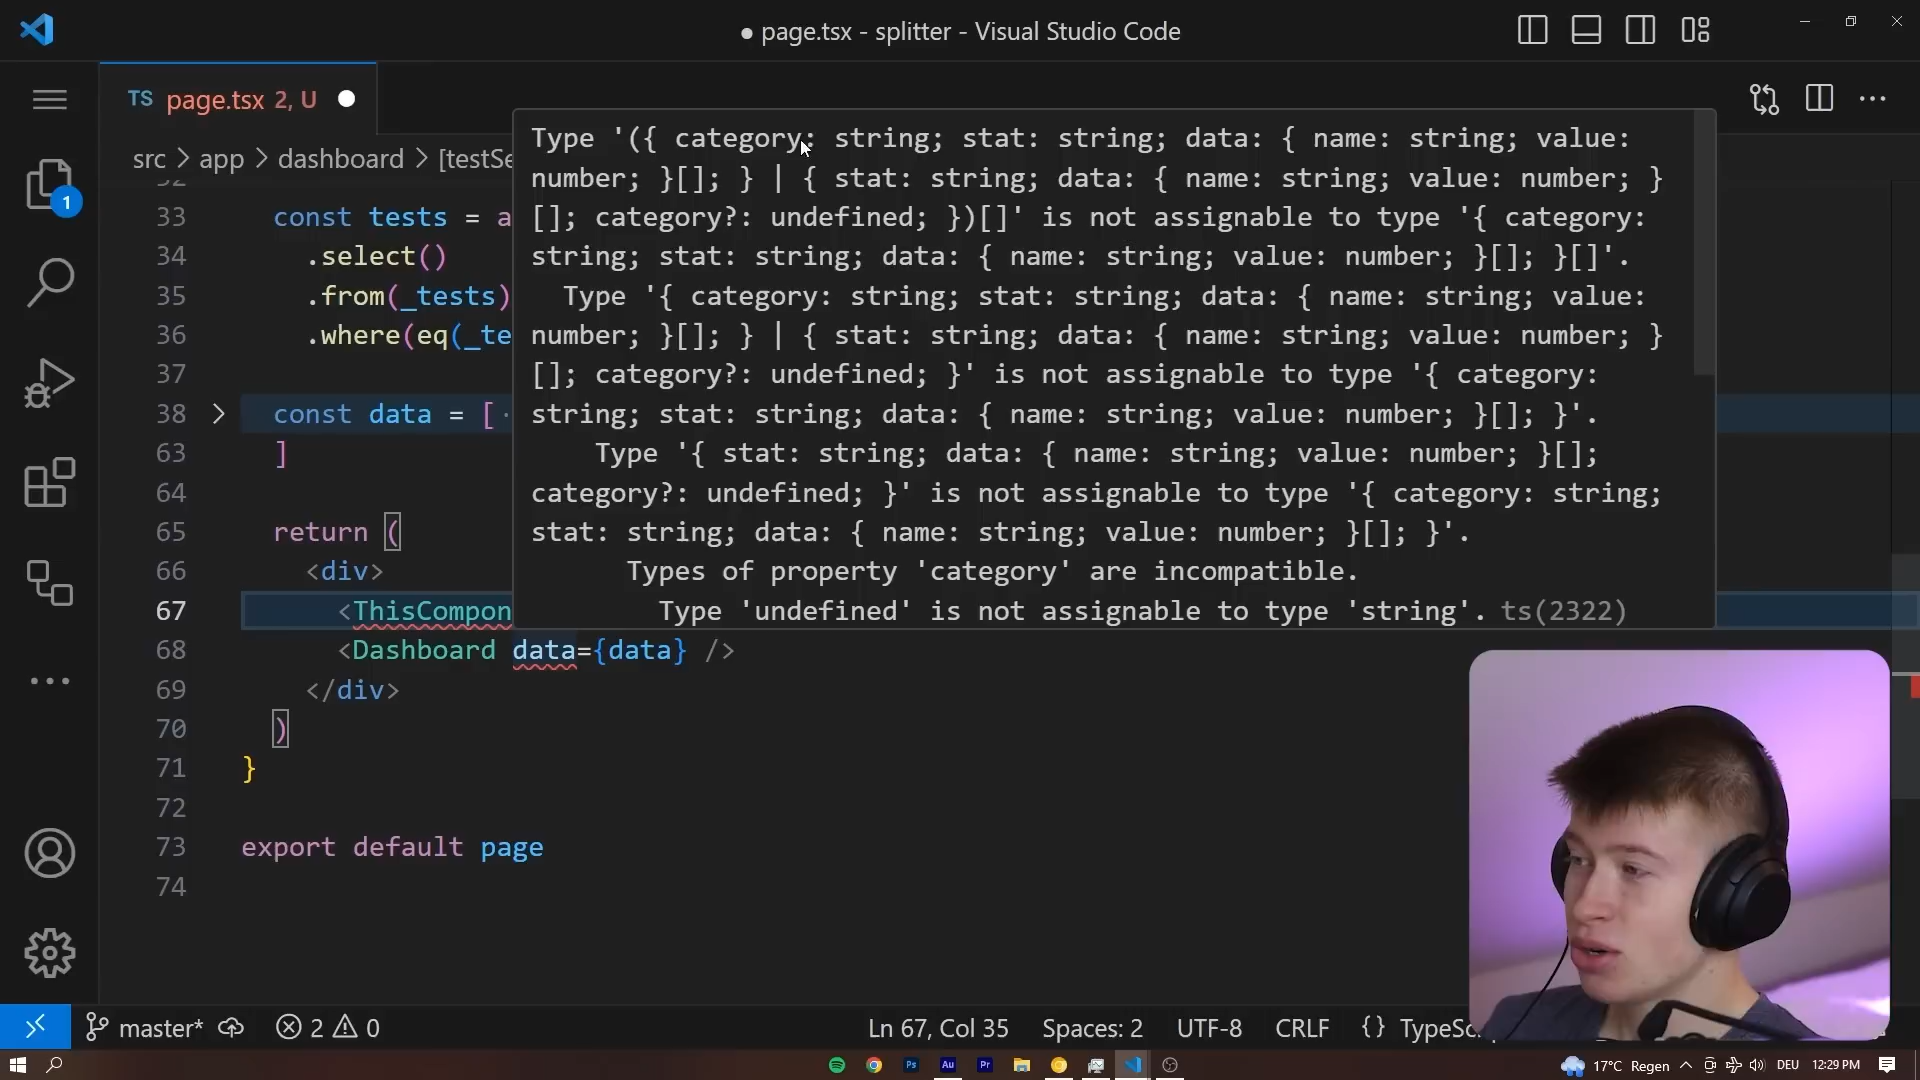 ● page.tsx - splitter - Visual Studio Code
TS page.tsx 2, U
src > app > dashboard > [testSe
1
33 const tests = a
34 .select()
35 .from(_tests)
36 .where(eq(_te
37
38 const data = [
63 ]
64
65 return (
66 <div>
67 <ThisCompon
68 <Dashboard data={data} />
69 </div>
70 )
71 }
72
73 export default page
74
Type '({ category: string; stat: string; data: { name: string; value:
number; }[]; } | { stat: string; data: { name: string; value: number; }
[]; category?: undefined; })[]' is not assignable to type '{ category:
string; stat: string; data: { name: string; value: number; }[]; }[]'.
Type '{ category: string; stat: string; data: { name: string; value:
number; }[]; } | { stat: string; data: { name: string; value: number; }
[]; category?: undefined; }' is not assignable to type '{ category:
string; stat: string; data: { name: string; value: number; }[]; }'.
Type '{ stat: string; data: { name: string; value: number; }[];
category?: undefined; }' is not assignable to type '{ category: string;
stat: string; data: { name: string; value: number; }[]; }'.
Types of property 'category' are incompatible.
Type 'undefined' is not assignable to type 'string'. ts(2322)
master* 2 0 Ln 67, Col 35 Spaces: 2 UTF-8 CRLF {} TypeSc
Ps Au Pr 17°C Regen DEU 12:29 PM